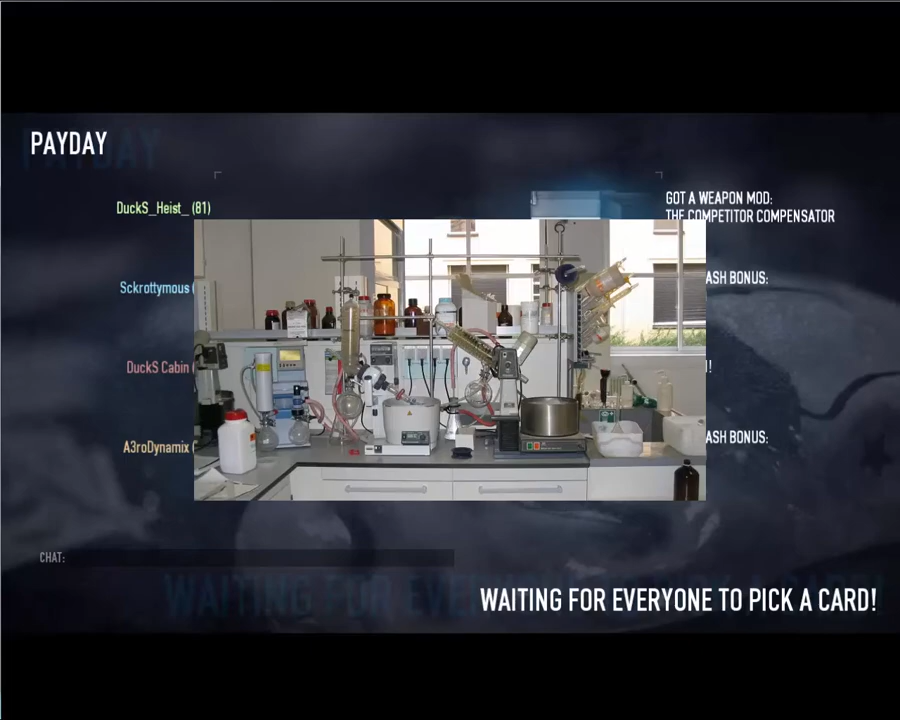 PAYDAY
DuckS_Heist_ (81)
GOT A WEAPON MOD:
THE COMPETITOR COMPENSATOR
Sckrottymous (
ASH BONUS:
DuckS Cabin (
!
A3roDynamix (
ASH BONUS:
CHAT:
WAITING FOR EVERYONE TO PICK A CARD!